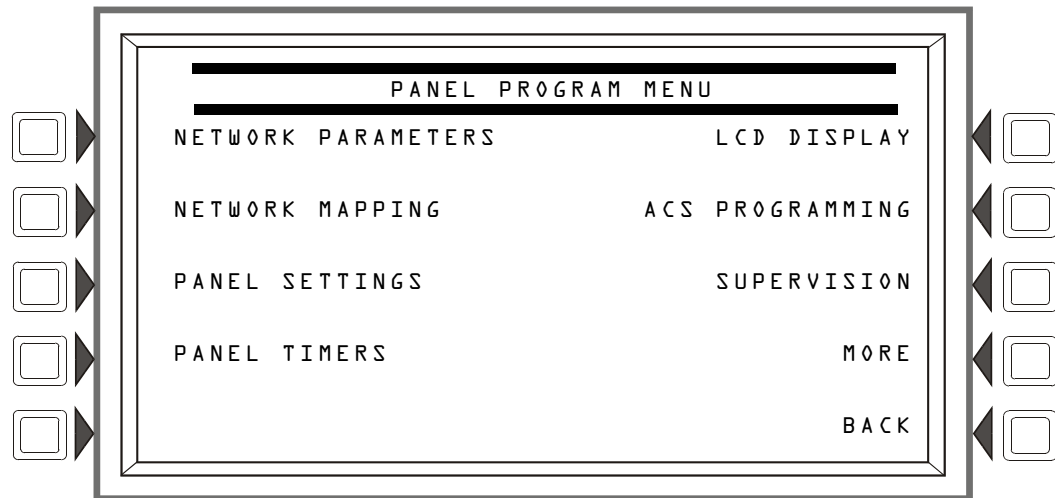 PANEL PROGRAM MENU
NETWORK PARAMETERS LCD DISPLAY
NETWORK MAPPING ACS PROGRAMMING
PANEL SETTINGS SUPERVISION
PANEL TIMERS MORE
BACK